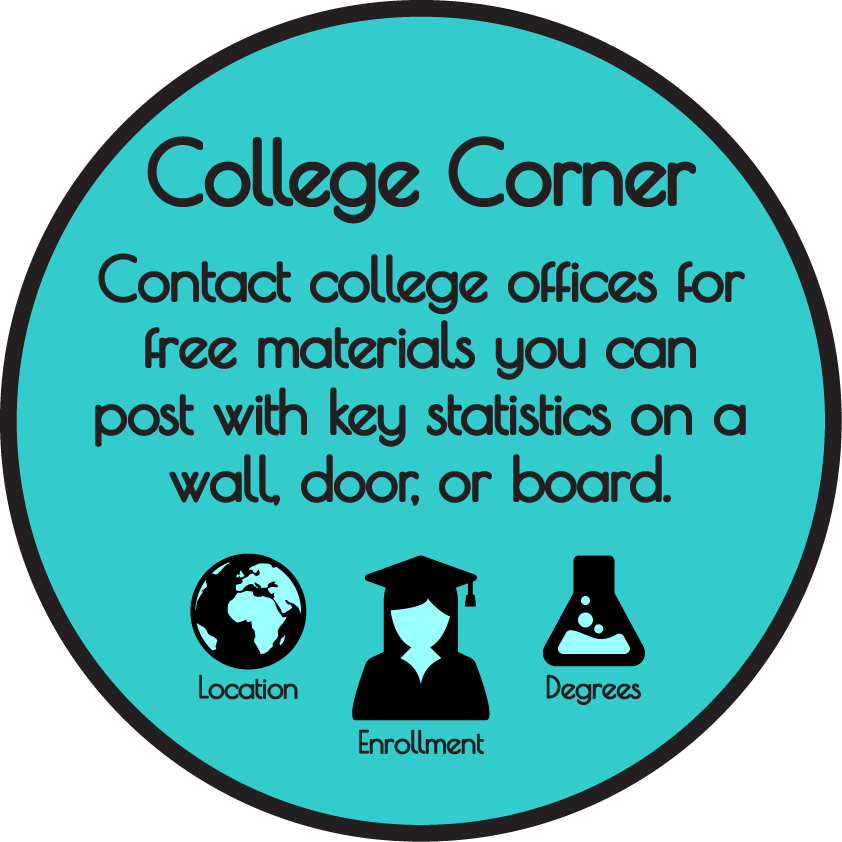 College Corner
Contact college offices for
free materials you can
post with key statistics on a
wall, door, or board.
Location
Enrollment
Degrees